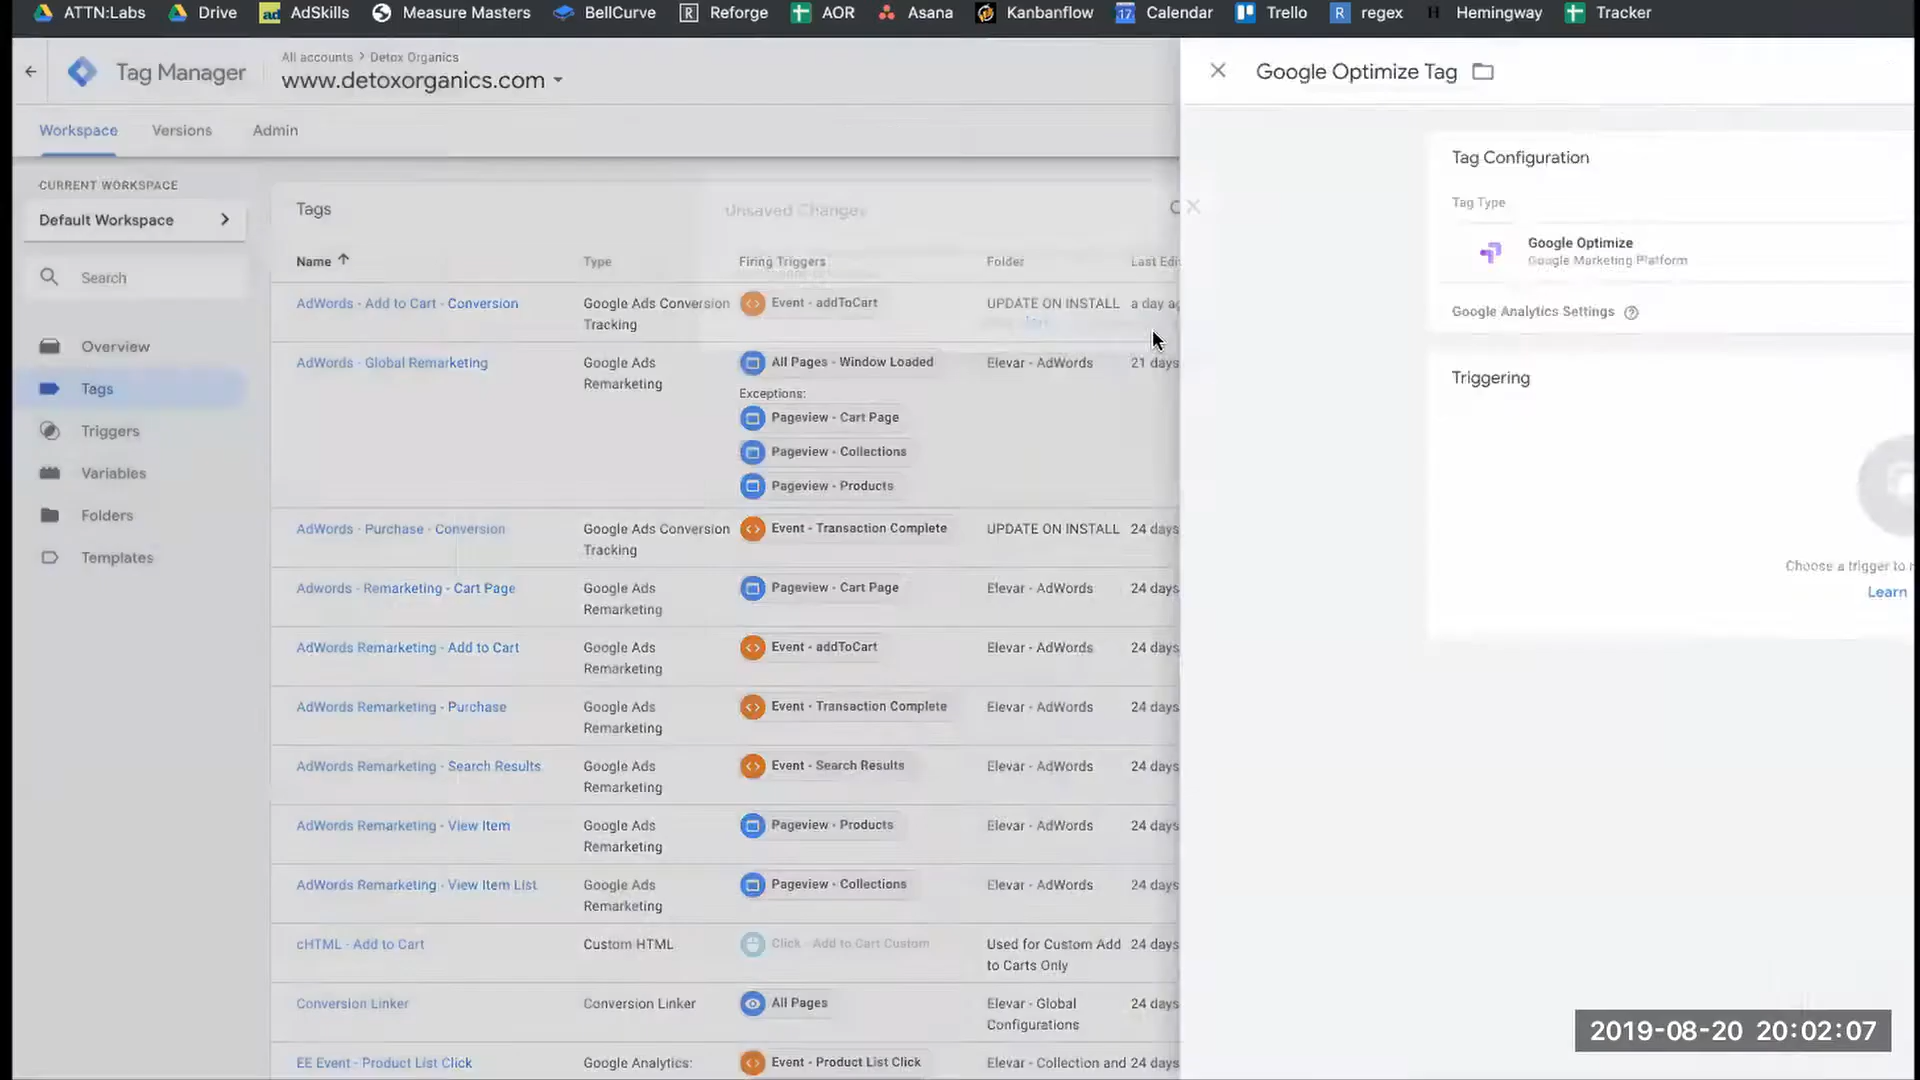 ATTN:Labs Drive AdSkills Measure Masters BellCurve Reforge AOR Asana Kanbanflow Calendar Trello regex Hemingway Tracker
Tag Manager
All accounts > Detox Organics
www.detoxorganics.com
Workspace Versions Admin
CURRENT WORKSPACE
Default Workspace
Search
Overview
Tags
Triggers
Variables
Folders
Templates
Tags
Unsaved Changes
Name Type Firing Triggers Folder Last Edi
AdWords - Add to Cart - Conversion Google Ads Conversion Event - addToCart UPDATE ON INSTALL a day ag
Tracking
AdWords - Global Remarketing Google Ads All Pages - Window Loaded Elevar - AdWords 21 days
Remarketing
Exceptions:
Pageview - Cart Page
Pageview - Collections
Pageview - Products
AdWords - Purchase - Conversion Google Ads Conversion Event - Transaction Complete UPDATE ON INSTALL 24 days
Tracking
Adwords - Remarketing - Cart Page Google Ads Pageview - Cart Page Elevar - AdWords 24 days
Remarketing
AdWords Remarketing - Add to Cart Google Ads Event - addToCart Elevar - AdWords 24 days
Remarketing
AdWords Remarketing - Purchase Google Ads Event - Transaction Complete Elevar - AdWords 24 days
Remarketing
AdWords Remarketing - Search Results Google Ads Event - Search Results Elevar - AdWords 24 days
Remarketing
AdWords Remarketing - View Item Google Ads Pageview - Products Elevar - AdWords 24 days
Remarketing
AdWords Remarketing - View Item List Google Ads Pageview - Collections Elevar - AdWords 24 days
Remarketing
cHTML - Add to Cart Custom HTML Click - Add to Cart Custom Used for Custom Add 24 days
to Carts Only
Conversion Linker Conversion Linker All Pages Elevar - Global 24 days
Configurations
EE Event - Product List Click Google Analytics: Event - Product List Click Elevar - Collection and 24 days
Google Optimize Tag
Tag Configuration
Tag Type
Google Optimize
Google Marketing Platform
Google Analytics Settings
Triggering
Choose a trigger to
Learn
2019-08-20 20:02:07